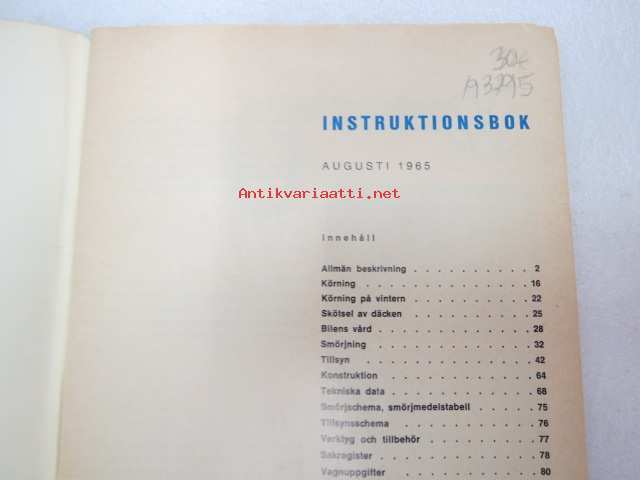 30€
A3295
INSTRUKTIONSBOK
AUGUSTI 1965
Antikvariaatti.net
Innehåll
Allmän beskrivning . . . . . . . . . . . 2
Körning . . . . . . . . . . . . . . 16
Körning på vintern . . . . . . . . . . . 22
Skötsel av däcken . . . . . . . . . . . 25
Bilens vård . . . . . . . . . . . . . 28
Smörjning . . . . . . . . . . . . . 32
Tillsyn . . . . . . . . . . . . . . 42
Konstruktion . . . . . . . . . . . . 64
Tekniska data . . . . . . . . . . . . 68
Smörjschema, smörjmedelstabell . . . . . 75
Tillsynsschema . . . . . . . . . . . 76
Verktyg och tillbehör . . . . . . . . . 77
Sakregister . . . . . . . . . . . . 78
Vagnuppgifter . . . . . . . . . . . 80